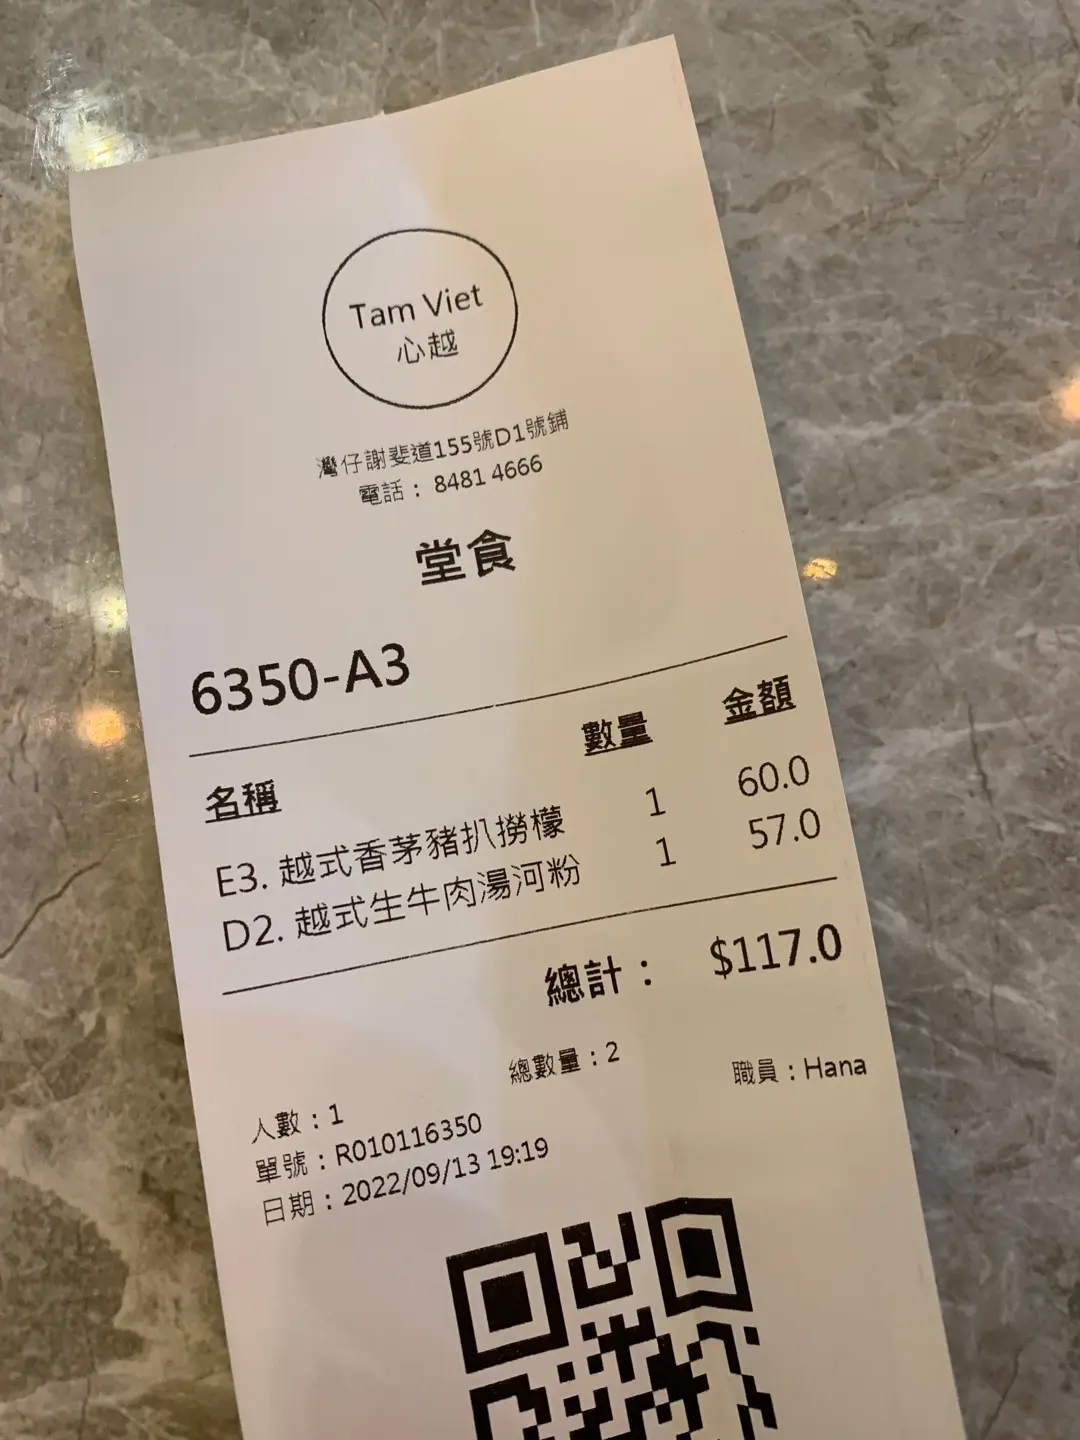 Tam Viet
心越
灣仔謝斐道155號D1號鋪
電話： 8481 4666
堂食
6350-A3
名稱 數量 金額
E3. 越式香茅豬扒撈檬 1 60.0
D2. 越式生牛肉湯河粉 1 57.0
總計： $117.0
總數量：2
人數：1 職員：Hana
單號：R010116350
日期：2022/09/13 19:19